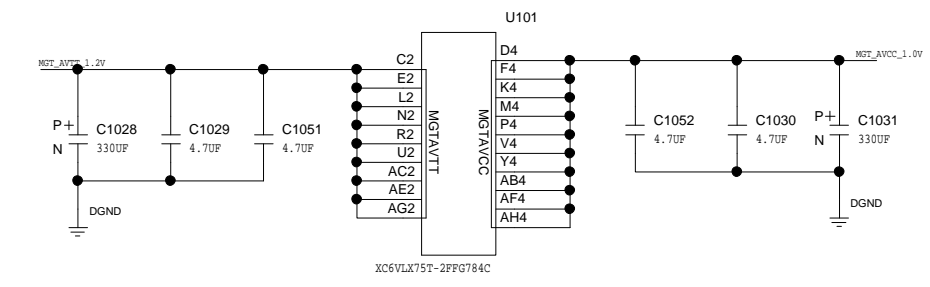 U101
MGT_AVTT_1.2V
MGT_AVCC_1.0V
C2
E2
L2
N2
R2
U2
AC2
AE2
AG2
MGTAVTT
MGTAVCC
D4
F4
K4
M4
P4
V4
Y4
AB4
AF4
AH4
P+
N
C1028
330UF
C1029
4.7UF
C1051
4.7UF
C1052
4.7UF
C1030
4.7UF
P+
N
C1031
330UF
DGND
DGND
XC6VLX75T-2FFG784C